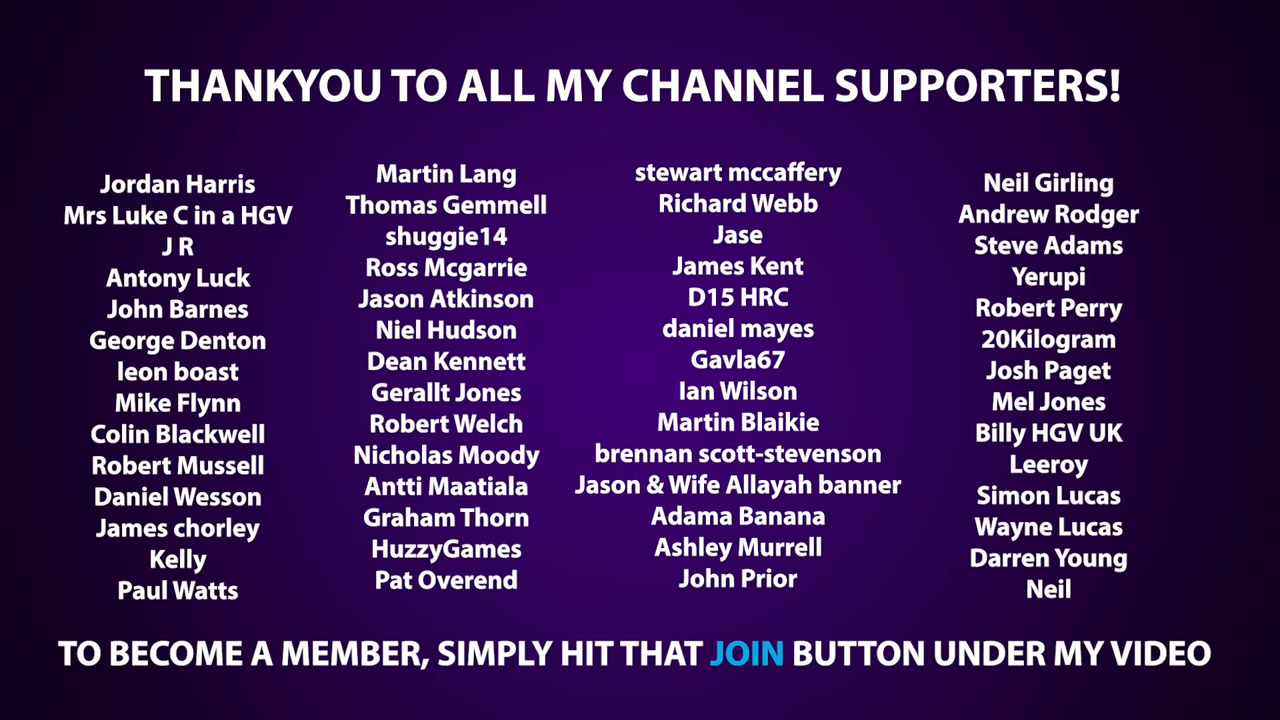 THANKYOU TO ALL MY CHANNEL SUPPORTERS!
Jordan Harris
Mrs Luke C in a HGV
J R
Antony Luck
John Barnes
George Denton
leon boast
Mike Flynn
Colin Blackwell
Robert Mussell
Daniel Wesson
James chorley
Kelly
Paul Watts
Martin Lang
Thomas Gemmell
shuggie14
Ross Mcgarrie
Jason Atkinson
Niel Hudson
Dean Kennett
Gerallt Jones
Robert Welch
Nicholas Moody
Antti Maatiala
Graham Thorn
HuzzyGames
Pat Overend
stewart mccaffery
Richard Webb
Jase
James Kent
D15 HRC
daniel mayes
Gavla67
Ian Wilson
Martin Blaikie
brennan scott-stevenson
Jason & Wife Allayah banner
Adama Banana
Ashley Murrell
John Prior
Neil Girling
Andrew Rodger
Steve Adams
Yerupi
Robert Perry
20Kilogram
Josh Paget
Mel Jones
Billy HGV UK
Leeroy
Simon Lucas
Wayne Lucas
Darren Young
Neil
TO BECOME A MEMBER, SIMPLY HIT THAT JOIN BUTTON UNDER MY VIDEO